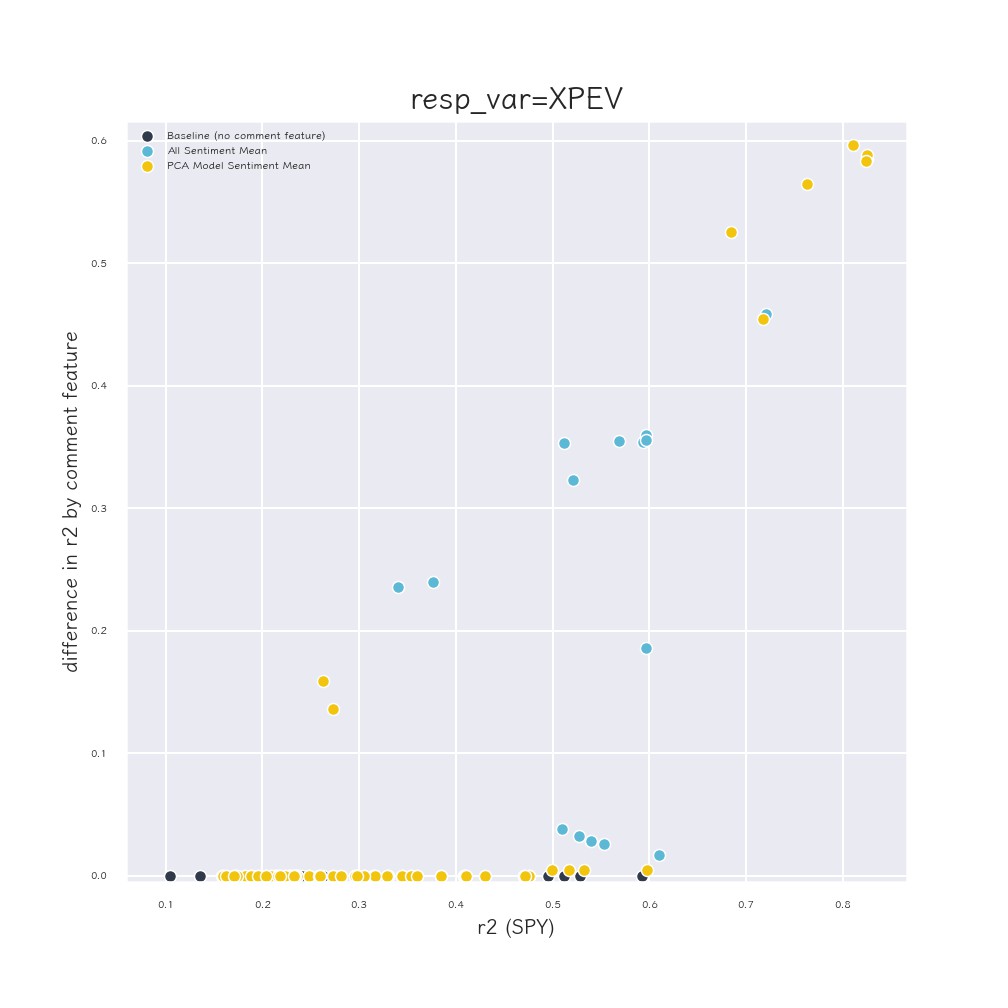 resp_var=XPEV
Baseline (no comment feature)
All Sentiment Mean
PCA Model Sentiment Mean
difference in r2 by comment feature
0.6
0.5
0.4
0.3
0.2
0.1
0.0
0.1 0.2 0.3 0.4 0.5 0.6 0.7 0.8
r2 (SPY)